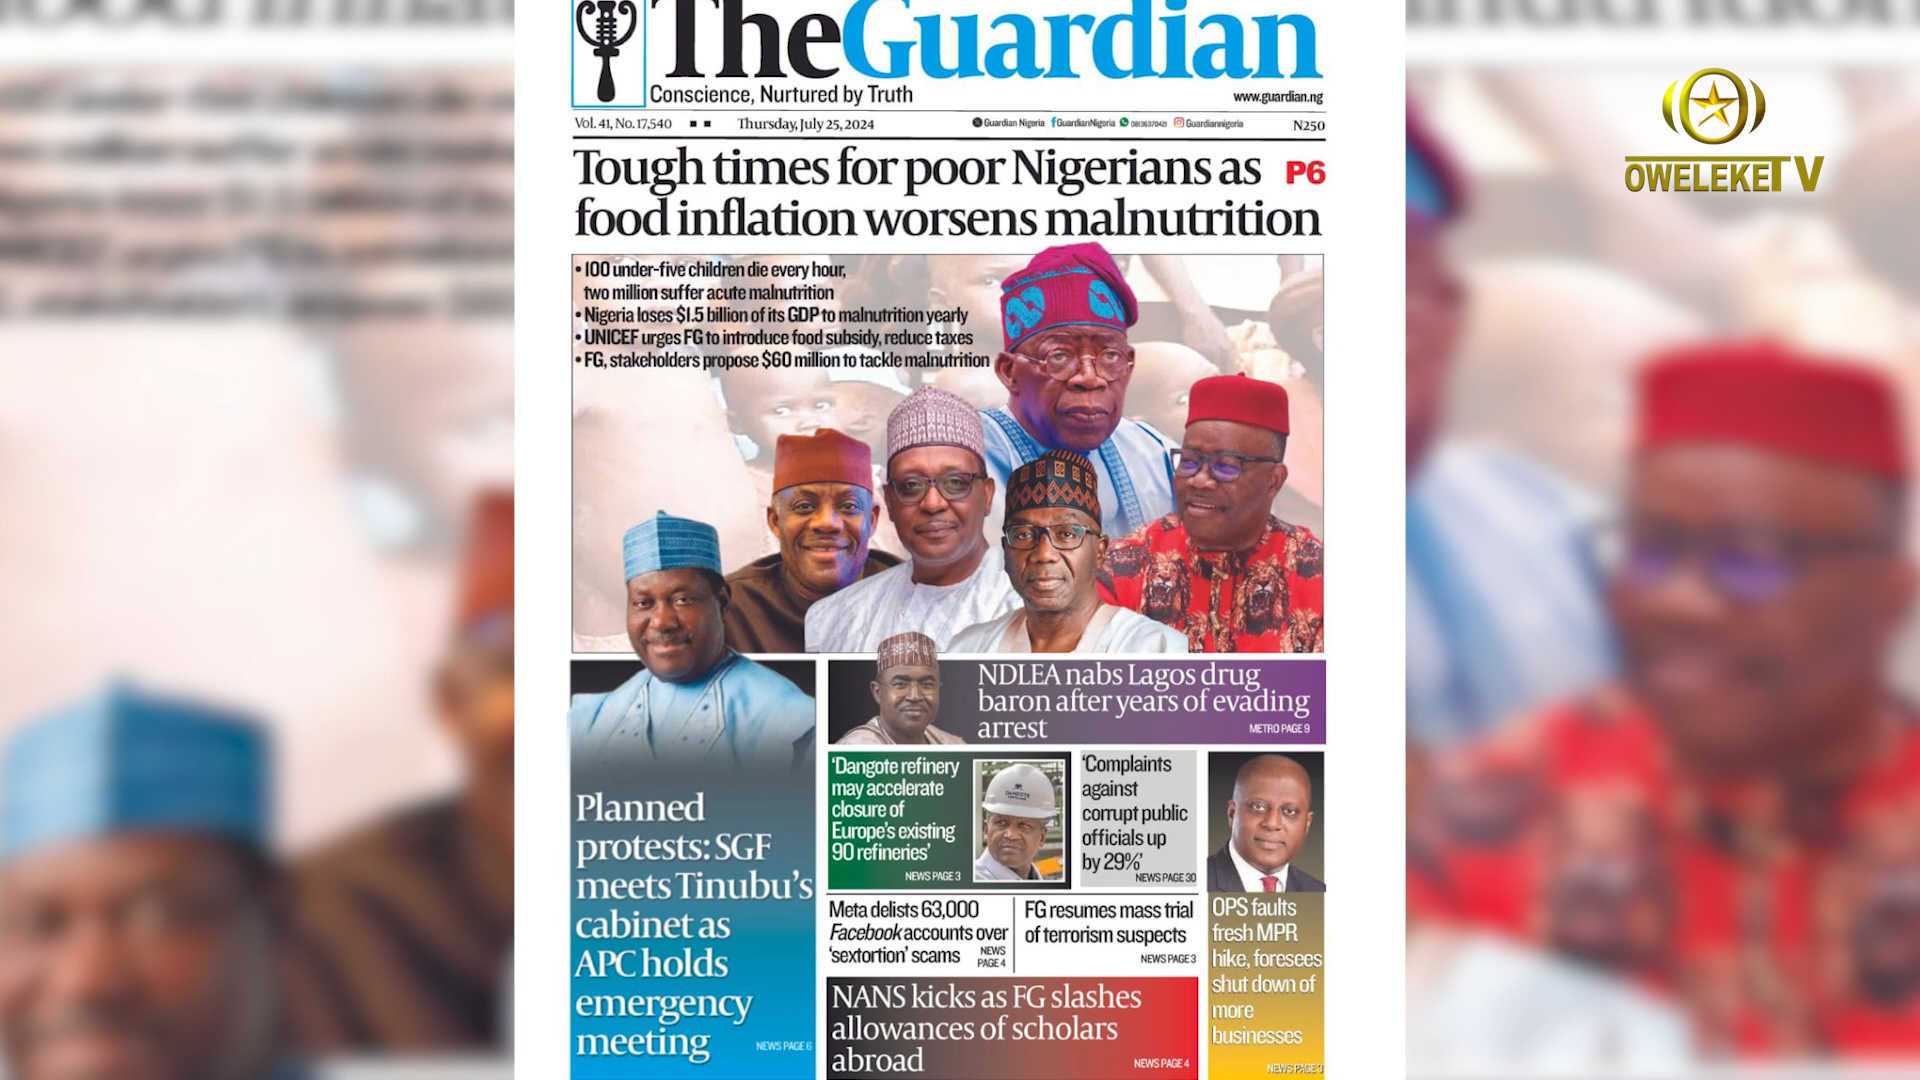 TheGuardian
Conscience, Nurtured by Truth
www.guardian.ng
Vol. 41, No. 17,540
Thursday, July 25, 2024
Guardian Nigeria
GuardianNigeria
Guardiannigeria
N250
OWELEKE TV
Tough times for poor Nigerians as
P6
food inflation worsens malnutrition
• 100 under-five children die every hour,
two million suffer acute malnutrition
• Nigeria loses $1.5 billion of its GDP to malnutrition yearly
• UNICEF urges FG to introduce food subsidy, reduce taxes
• FG, stakeholders propose $60 million to tackle malnutrition
Planned
protests: SGF
meets Tinubu's
cabinet as
APC holds
emergency
meeting
NEWS PAGE 6
NDLEA nabs Lagos drug
baron after years of evading
arrest
METRO PAGE 9
'Dangote refinery
may accelerate
closure of
Europe's existing
90 refineries'
NEWS PAGE 3
DANGOTE
'Complaints
against
corrupt public
officials up
by 29%'
NEWS PAGE 30
Meta delists 63,000
Facebook accounts over
'sextortion' scams
NEWS
PAGE 4
FG resumes mass trial
of terrorism suspects
NEWS PAGE 3
NANS kicks as FG slashes
allowances of scholars
abroad
NEWS PAGE 4
OPS faults
fresh MPR
hike, foresees
shut down of
more
businesses
NEWS PAGE 3